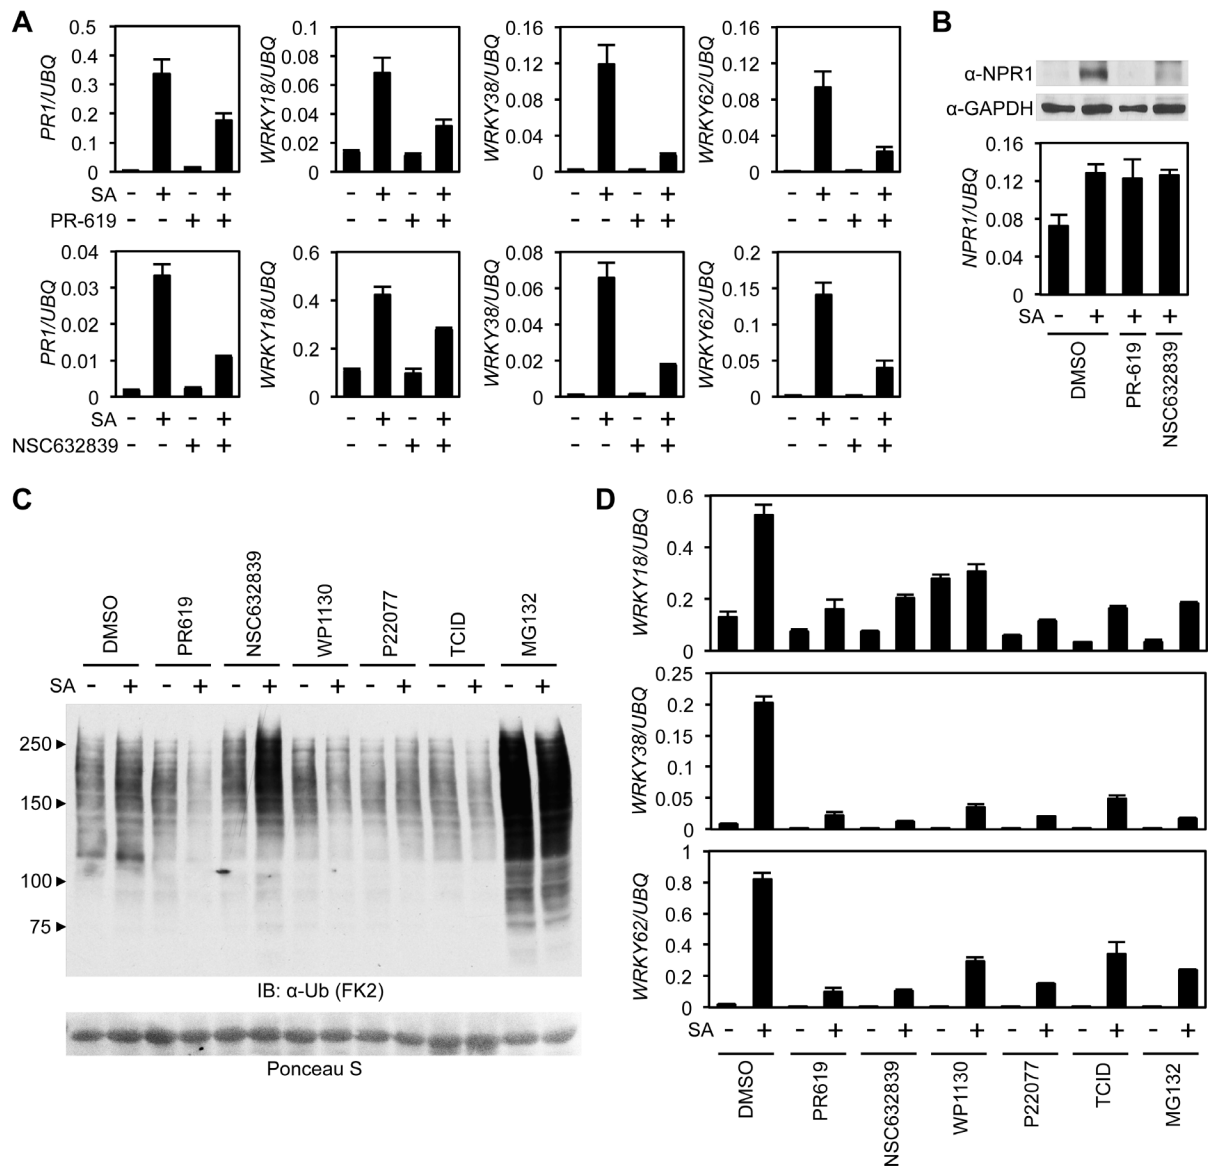 A
PR1/UBQ
0.5
0.4
0.3
0.2
0.1
0
WRKY18/UBQ
0.1
0.08
0.06
0.04
0.02
0
WRKY38/UBQ
0.16
0.12
0.08
0.04
0
WRKY62/UBQ
0.16
0.12
0.08
0.04
0
SA - + - + - + - + - + - + - + - +
PR-619 - - + + - - + + - - + + - - + +
PR1/UBQ
0.04
0.03
0.02
0.01
0
WRKY18/UBQ
0.6
0.4
0.2
0
WRKY38/UBQ
0.08
0.06
0.04
0.02
0
WRKY62/UBQ
0.2
0.15
0.1
0.05
0
SA - + - + - + - + - + - + - + - +
NSC632839 - - + + - - + + - - + + - - + +
B
α-NPR1
α-GAPDH
NPR1/UBQ
0.16
0.12
0.08
0.04
0
SA - + + +
DMSO
PR-619
NSC632839
C
DMSO
PR619
NSC632839
WP1130
P22077
TCID
MG132
SA - + - + - + - + - + - + - +
250
150
100
75
IB: α-Ub (FK2)
Ponceau S
D
WRKY18/UBQ
0.6
0.4
0.2
0
WRKY38/UBQ
0.25
0.2
0.15
0.1
0.05
0
WRKY62/UBQ
1
0.8
0.6
0.4
0.2
0
SA - + - + - + - + - + - + - +
DMSO
PR619
NSC632839
WP1130
P22077
TCID
MG132